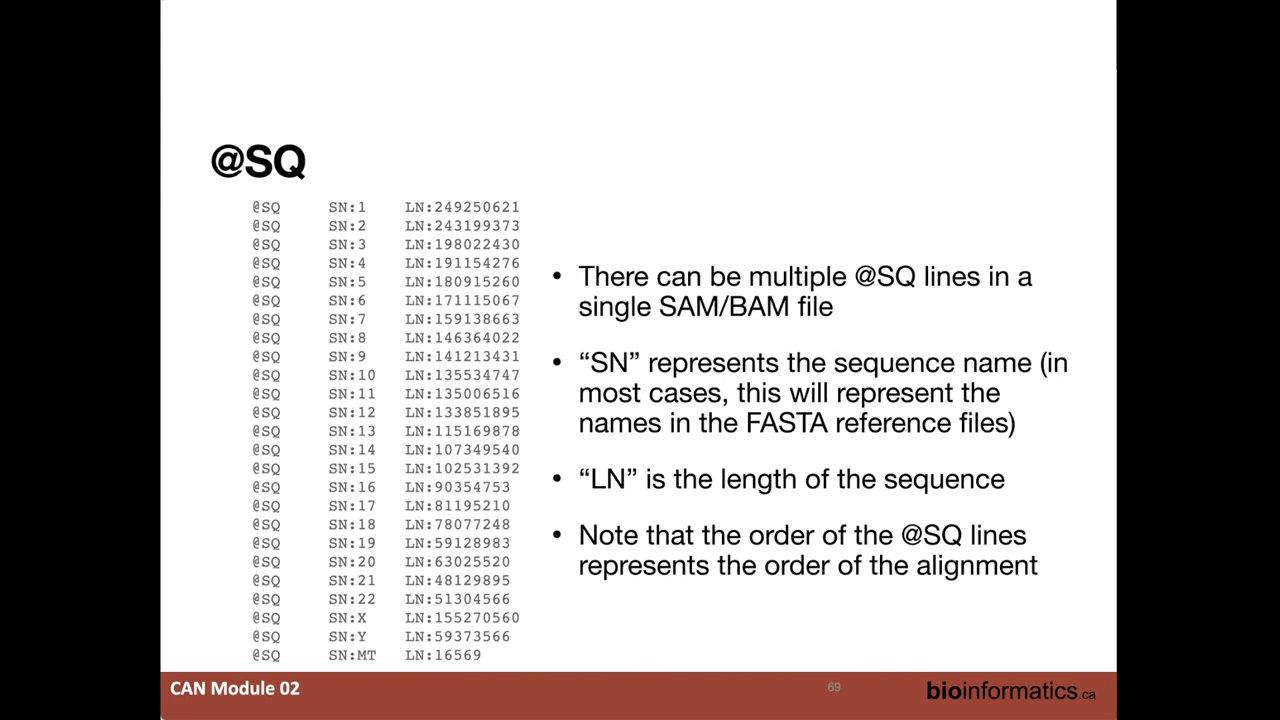 @SQ
@SQ SN:1 LN:249250621
@SQ SN:2 LN:243199373
@SQ SN:3 LN:198022430
@SQ SN:4 LN:191154276
@SQ SN:5 LN:180915260
@SQ SN:6 LN:171115067
@SQ SN:7 LN:159138663
@SQ SN:8 LN:146364022
@SQ SN:9 LN:141213431
@SQ SN:10 LN:135534747
@SQ SN:11 LN:135006516
@SQ SN:12 LN:133851895
@SQ SN:13 LN:115169878
@SQ SN:14 LN:107349540
@SQ SN:15 LN:102531392
@SQ SN:16 LN:90354753
@SQ SN:17 LN:81195210
@SQ SN:18 LN:78077248
@SQ SN:19 LN:59128983
@SQ SN:20 LN:63025520
@SQ SN:21 LN:48129895
@SQ SN:22 LN:51304566
@SQ SN:X LN:155270560
@SQ SN:Y LN:59373566
@SQ SN:MT LN:16569
• There can be multiple @SQ lines in a
single SAM/BAM file
• “SN” represents the sequence name (in
most cases, this will represent the
names in the FASTA reference files)
• “LN” is the length of the sequence
• Note that the order of the @SQ lines
represents the order of the alignment
CAN Module 02
69
bioinformatics.ca